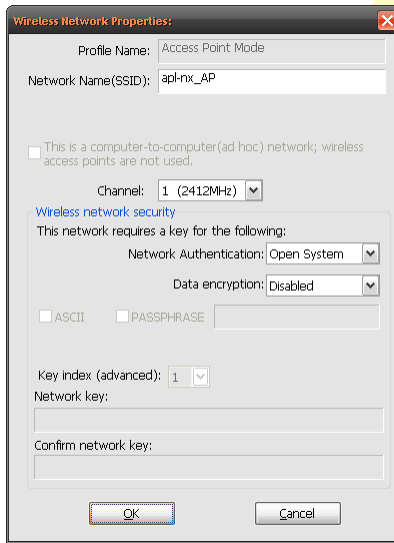 Wireless Network Properties:
Profile Name: Access Point Mode
Network Name(SSID): apl-nx_AP
This is a computer-to-computer(ad hoc) network; wireless
access points are not used.
Channel: 1 (2412MHz)
Wireless network security
This network requires a key for the following:
Network Authentication: Open System
Data encryption: Disabled
ASCII PASSPHRASE
Key index (advanced): 1
Network key:
Confirm network key:
OK Cancel